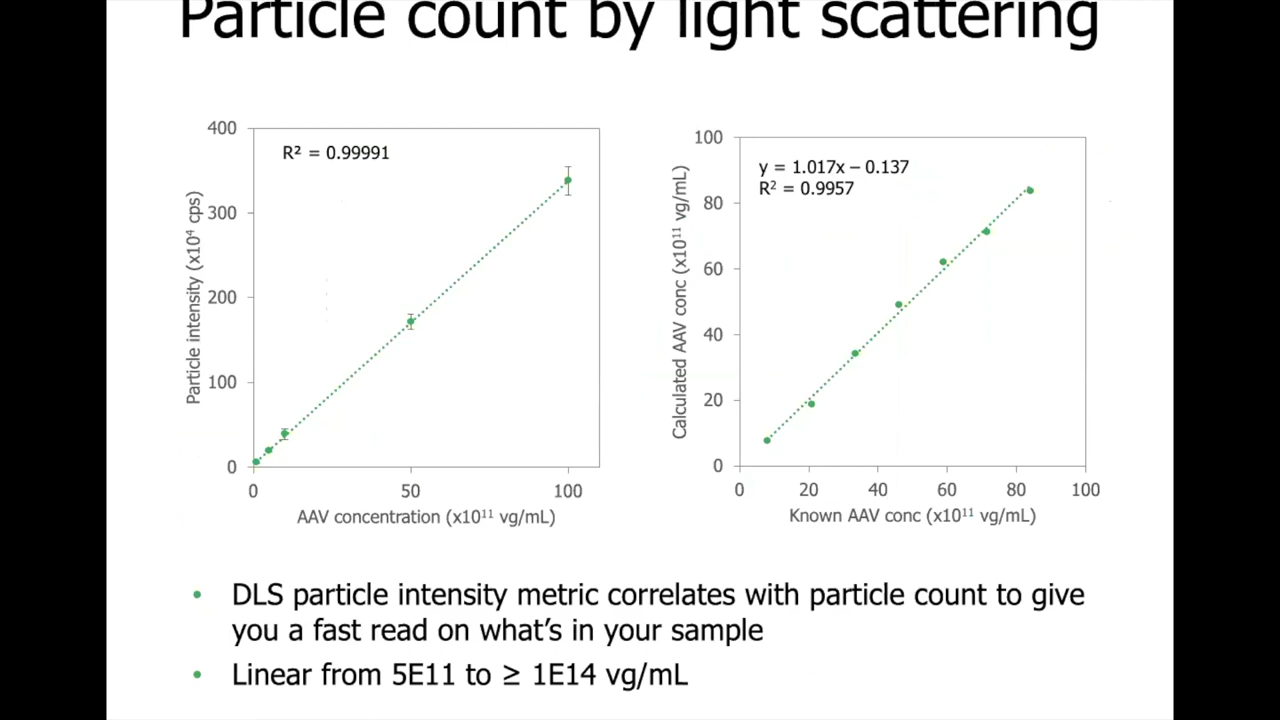 Particle count by light scattering
400
300
200
100
0
Particle intensity (x10⁴ cps)
R² = 0.99991
0 50 100
AAV concentration (x10¹¹ vg/mL)
100
80
60
40
20
0
Calculated AAV conc (x10¹¹ vg/mL)
y = 1.017x – 0.137
R² = 0.9957
0 20 40 60 80 100
Known AAV conc (x10¹¹ vg/mL)
• DLS particle intensity metric correlates with particle count to give
you a fast read on what’s in your sample
• Linear from 5E11 to ≥ 1E14 vg/mL